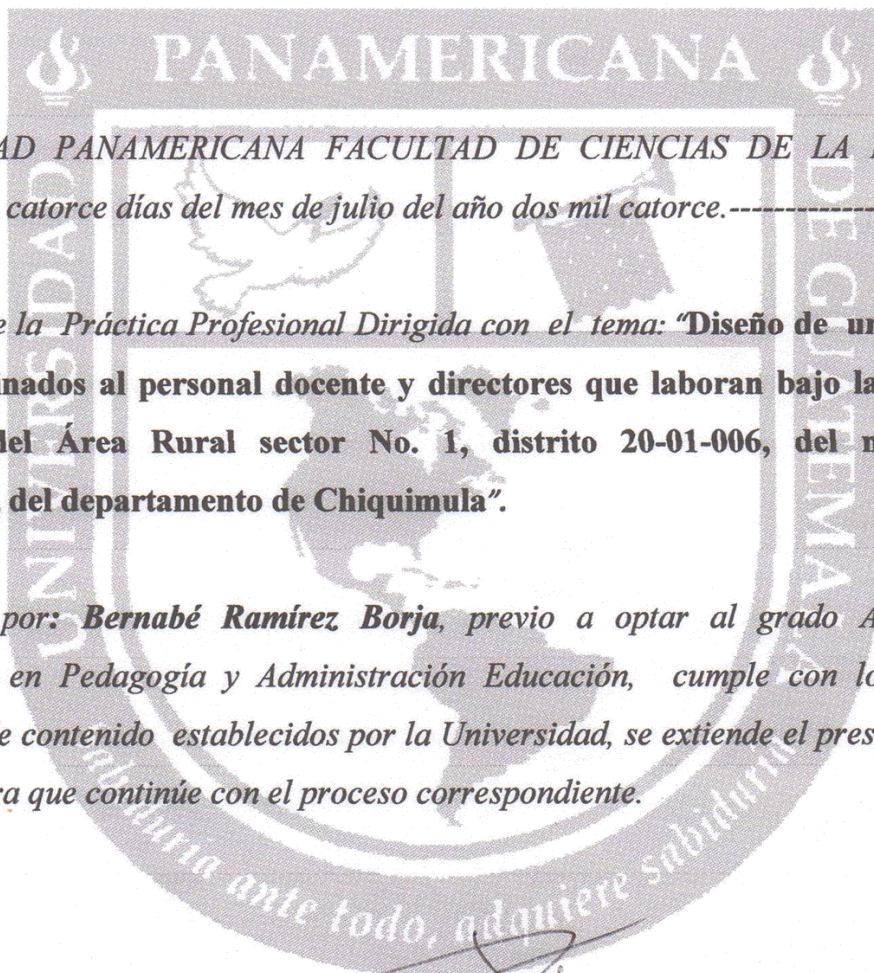 PANAMERICANA
UNIVERSIDAD
DE GUATEMALA
AD PANAMERICANA FACULTAD DE CIENCIAS DE LA
catorce días del mes de julio del año dos mil catorce.---------------
e la Práctica Profesional Dirigida con el tema: "Diseño de un
inados al personal docente y directores que laboran bajo la
del Área Rural sector No. 1, distrito 20-01-006, del
del departamento de Chiquimula".
por: Bernabé Ramírez Borja, previo a optar al grado A
en Pedagogía y Administración Educación, cumple con lo
e contenido establecidos por la Universidad, se extiende el pres
ra que continúe con el proceso correspondiente.
Sabiduría ante todo, adquiere sabiduría